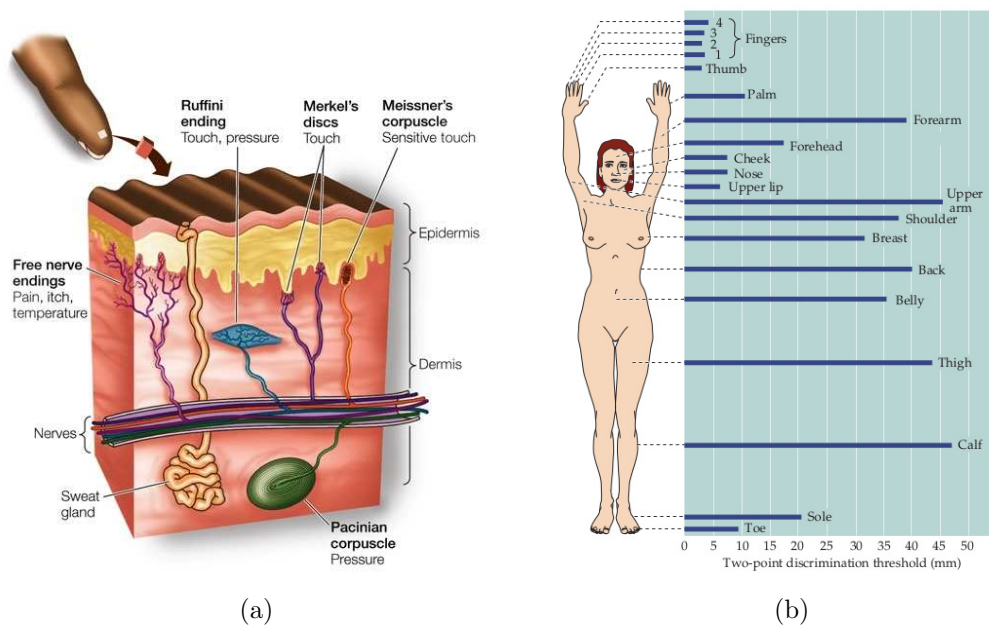 Ruffini
ending
Touch, pressure
Merkel's
discs
Touch
Meissner's
corpuscle
Sensitive touch
Epidermis
Free nerve
endings
Pain, itch,
temperature
Dermis
Nerves
Sweat
gland
Pacinian
corpuscle
Pressure
(a)
4
3
2
1
Fingers
Thumb
Palm
Forearm
Forehead
Cheek
Nose
Upper lip
Upper
arm
Shoulder
Breast
Back
Belly
Thigh
Calf
Sole
Toe
0 5 10 15 20 25 30 35 40 45 50
Two-point discrimination threshold (mm)
(b)